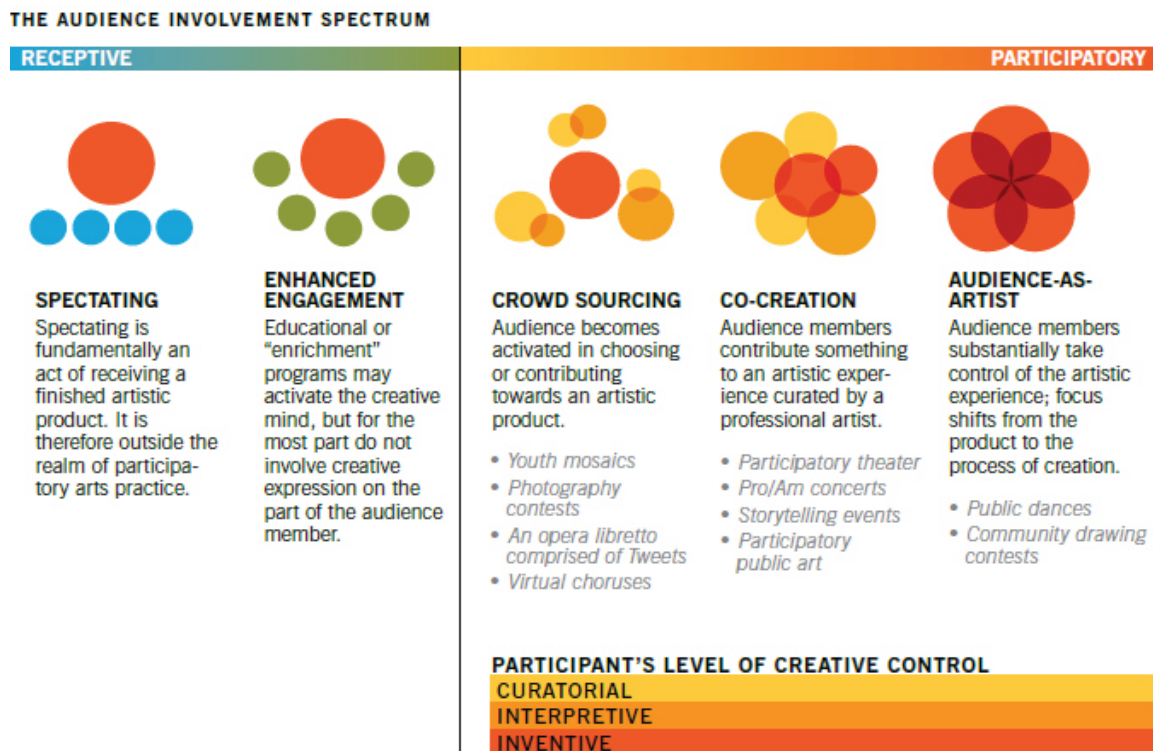 THE AUDIENCE INVOLVEMENT SPECTRUM
RECEPTIVE
PARTICIPATORY
SPECTATING
Spectating is
fundamentally an
act of receiving a
finished artistic
product. It is
therefore outside the
realm of participa-
tory arts practice.
ENHANCED
ENGAGEMENT
Educational or
“enrichment”
programs may
activate the creative
mind, but for the
most part do not
involve creative
expression on the
part of the audience
member.
CROWD SOURCING
Audience becomes
activated in choosing
or contributing
towards an artistic
product.
• Youth mosaics
• Photography
contests
• An opera libretto
comprised of Tweets
• Virtual choruses
CO-CREATION
Audience members
contribute something
to an artistic exper-
ience curated by a
professional artist.
• Participatory theater
• Pro/Am concerts
• Storytelling events
• Participatory
public art
AUDIENCE-AS-
ARTIST
Audience members
substantially take
control of the artistic
experience; focus
shifts from the
product to the
process of creation.
• Public dances
• Community drawing
contests
PARTICIPANT’S LEVEL OF CREATIVE CONTROL
CURATORIAL
INTERPRETIVE
INVENTIVE